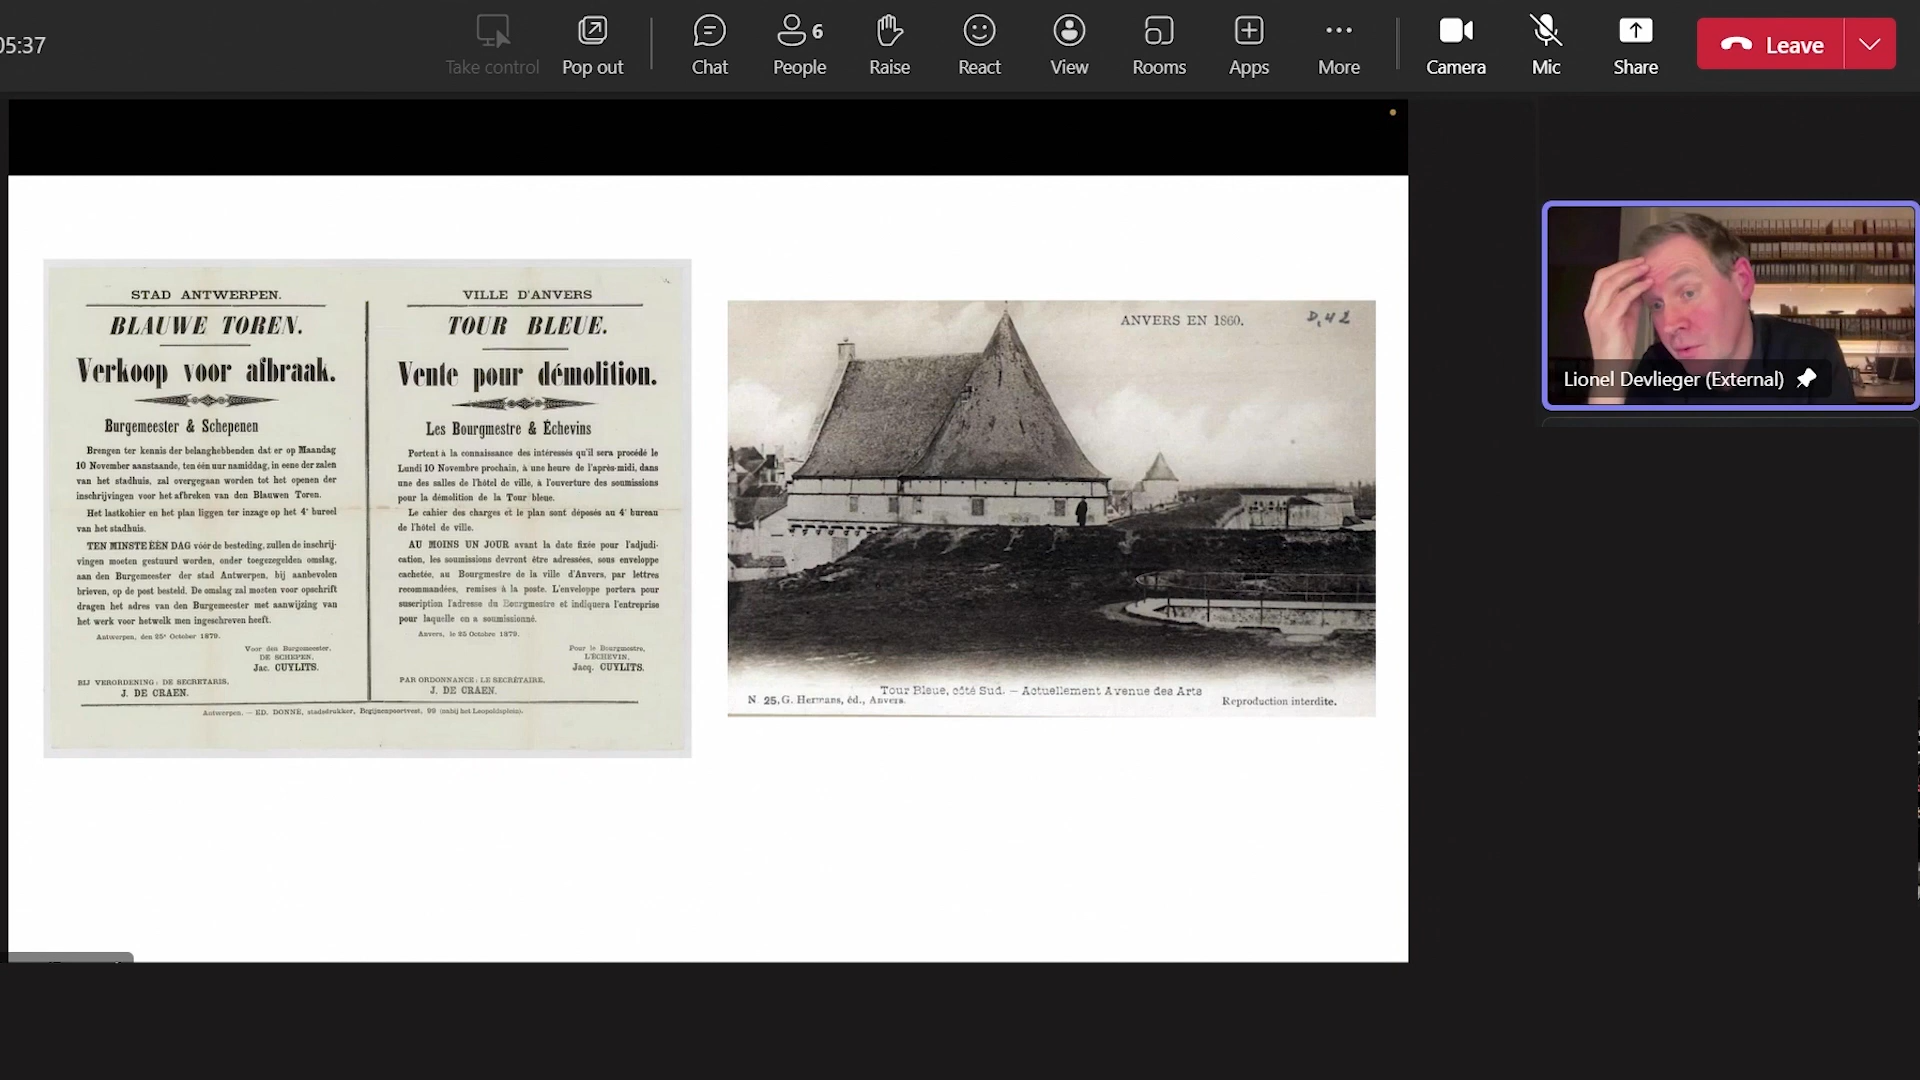 05:37
Take control
Pop out
Chat
People
6
Raise
React
View
Rooms
Apps
More
Camera
Mic
Share
Leave
STAD ANTWERPEN.
BLAUWE TOREN.
Verkoop voor afbraak.
Burgemeester & Schepenen
Brengen ter kennis der belanghebbenden dat er op Maandag
10 November aanstaande, ten één uur namiddag, in eene der zalen
van het stadhuis, zal overgegaan worden tot het openen der
inschrijvingen voor het afbreken van den Blauwen Toren.
Het lastkohier en het plan liggen ter inzage op het 4e bureel
van het stadhuis.
TEN MINSTE ÉÉN DAG vóór de besteding, zullen de inschrij-
vingen moeten gestuurd worden, onder toegezegelden omslag,
aan den Burgemeester der stad Antwerpen, bij aanbevolen
brieven, op de post besteld. De omslag zal moeten voor opschrift
dragen het adres van den Burgemeester met aanwijzing van
het werk voor hetwelk men ingeschreven heeft.
Antwerpen, den 25n October 1879.
Voor den Burgemeester,
DE SCHEPEN,
Jac. CUYLITS.
BIJ VERORDENING: DE SECRETARIS,
J. DE CRAEN.
VILLE D'ANVERS
TOUR BLEUE.
Vente pour démolition.
Les Bourgmestre & Échevins
Portent à la connaissance des intéressés qu'il sera procédé le
Lundi 10 Novembre prochain, à une heure de l'après-midi, dans
une des salles de l'hôtel de ville, à l'ouverture des soumissions
pour la démolition de la Tour bleue.
Le cahier des charges et le plan sont déposés au 4e bureau
de l'hôtel de ville.
AU MOINS UN JOUR avant la date fixée pour l'adjudi-
cation, les soumissions devront être adressées, sous enveloppe
cachetée, au Bourgmestre de la ville d'Anvers, par lettres
recommandées, remises à la poste. L'enveloppe portera pour
suscription l'adresse du Bourgmestre et indiquera l'entreprise
pour laquelle on a soumissionné.
Anvers, le 25 Octobre 1879.
Pour le Bourgmestre,
L'ÉCHEVIN,
Jacq. CUYLITS.
PAR ORDONNANCE: LE SECRÉTAIRE,
J. DE CRAEN.
Antwerpen. — ED. DONNÉ, stadsdrukker, Begijnenpoortvest, 99 (nabij het Leopoldsplein).
ANVERS EN 1860.
D. 42
Tour Bleue, côté Sud. — Actuellement Avenue des Arts
N. 25. G. Hermans, éd., Anvers.
Reproduction interdite.
Lionel Devlieger (External)